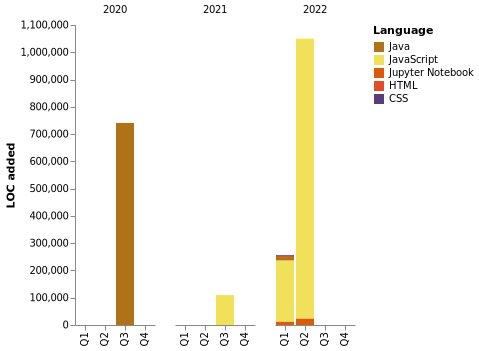 2020 2021 2022
1,100,000
1,000,000
900,000
800,000
700,000
600,000
500,000
400,000
300,000
200,000
100,000
0
LOC added
Q1 Q2 Q3 Q4 Q1 Q2 Q3 Q4 Q1 Q2 Q3 Q4
Language
Java
JavaScript
Jupyter Notebook
HTML
CSS